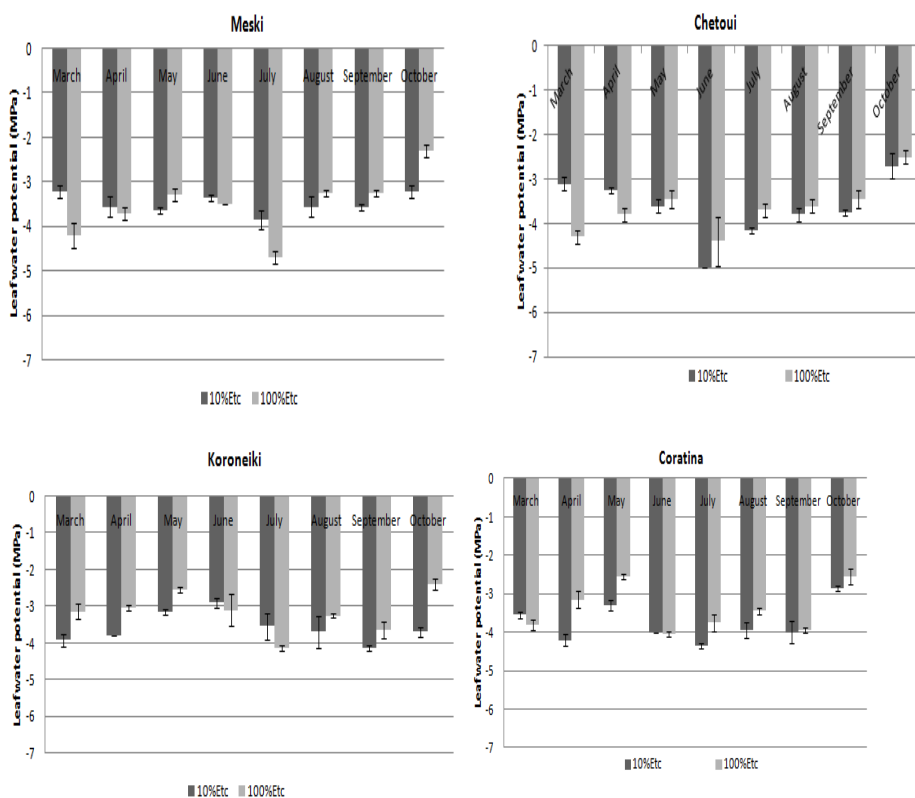 Meski
Leafwater potential (MPa)
0
-1
-2
-3
-4
-5
-6
-7
March April May June July August September October
10%Etc 100%Etc
Chetoui
Leafwater potential (MPa)
0
-1
-2
-3
-4
-5
-6
-7
March April May June July August September October
10%Etc 100%Etc
Koroneiki
Leafwater potential (MPa)
0
-1
-2
-3
-4
-5
-6
-7
March April May June July August September October
10%Etc 100%Etc
Coratina
Leafwater potential (MPa)
0
-1
-2
-3
-4
-5
-6
-7
March April May June July August September October
10%Etc 100%Etc